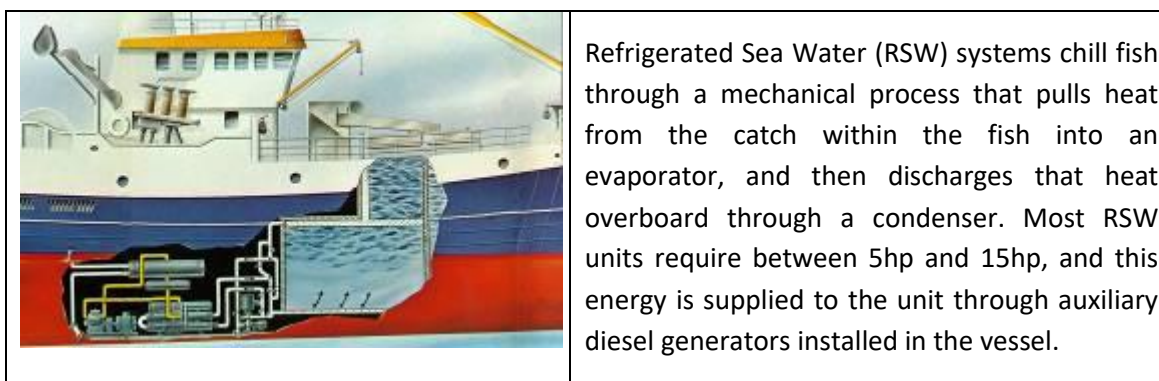 Refrigerated Sea Water (RSW) systems chill fish
through a mechanical process that pulls heat
from the catch within the fish into an
evaporator, and then discharges that heat
overboard through a condenser. Most RSW
units require between 5hp and 15hp, and this
energy is supplied to the unit through auxiliary
diesel generators installed in the vessel.